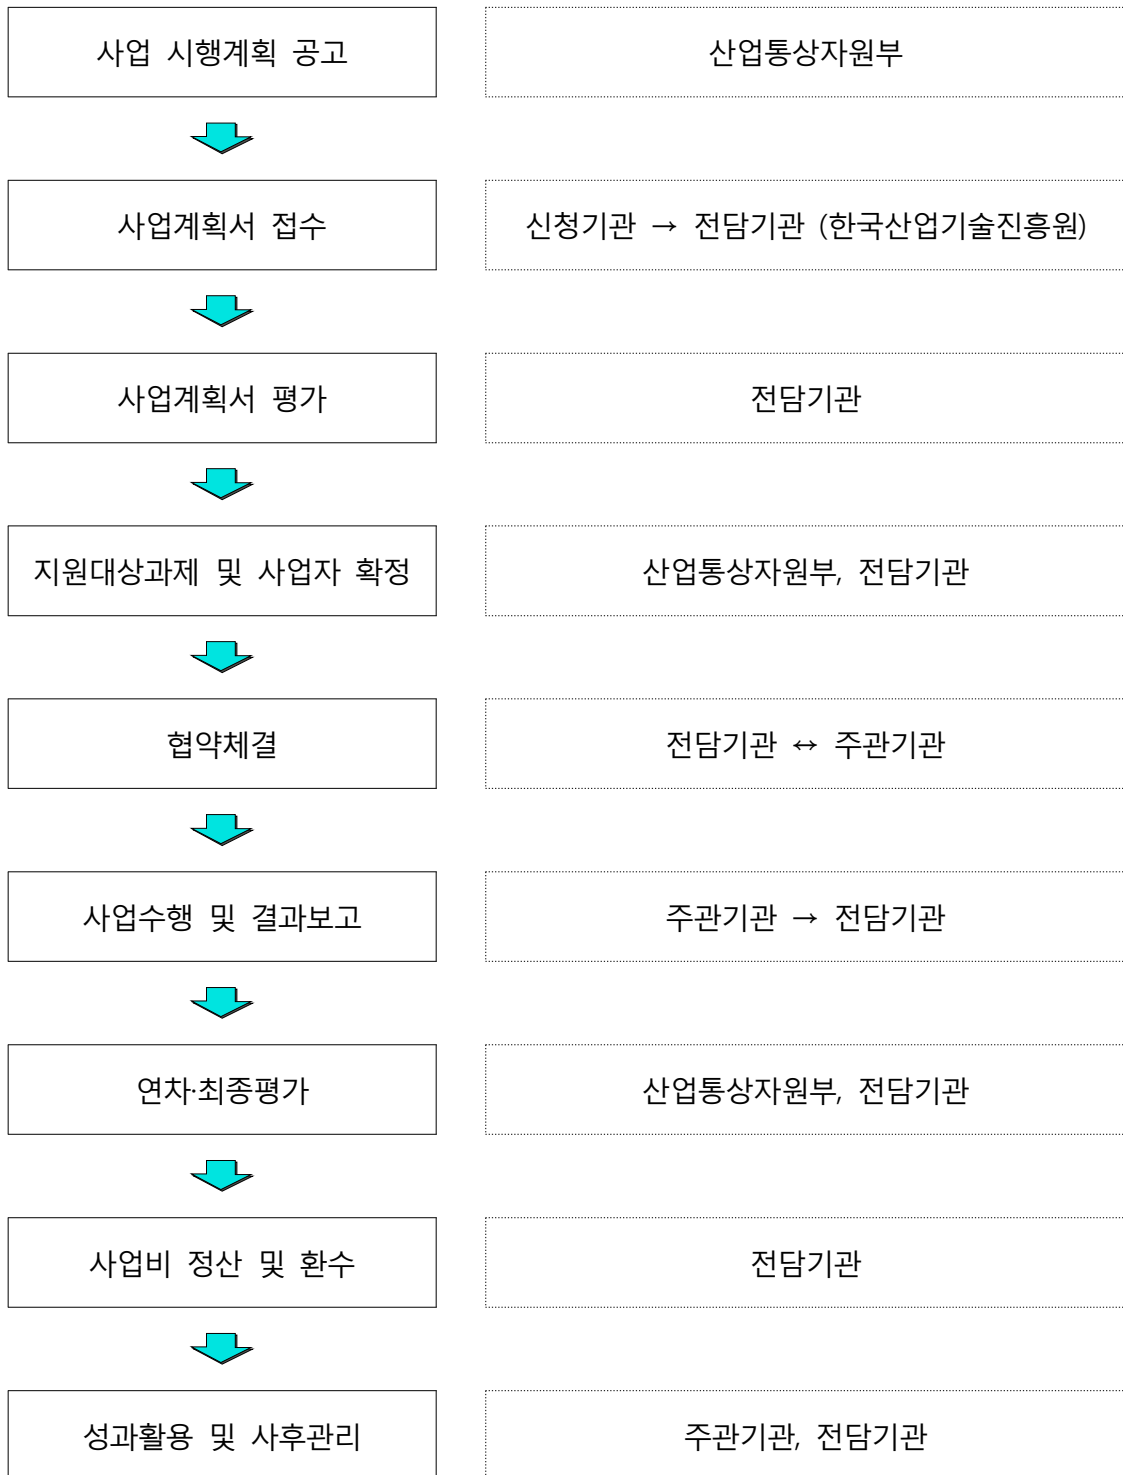 사업 시행계획 공고
산업통상자원부
사업계획서 접수
신청기관 → 전담기관 (한국산업기술진흥원)
사업계획서 평가
전담기관
지원대상과제 및 사업자 확정
산업통상자원부, 전담기관
협약체결
전담기관 ↔ 주관기관
사업수행 및 결과보고
주관기관 → 전담기관
연차·최종평가
산업통상자원부, 전담기관
사업비 정산 및 환수
전담기관
성과활용 및 사후관리
주관기관, 전담기관